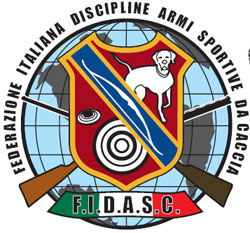 FEDERAZIONE ITALIANA DISCIPLINE ARMI SPORTIVE DA CACCIA
F.I.D.A.S.C.